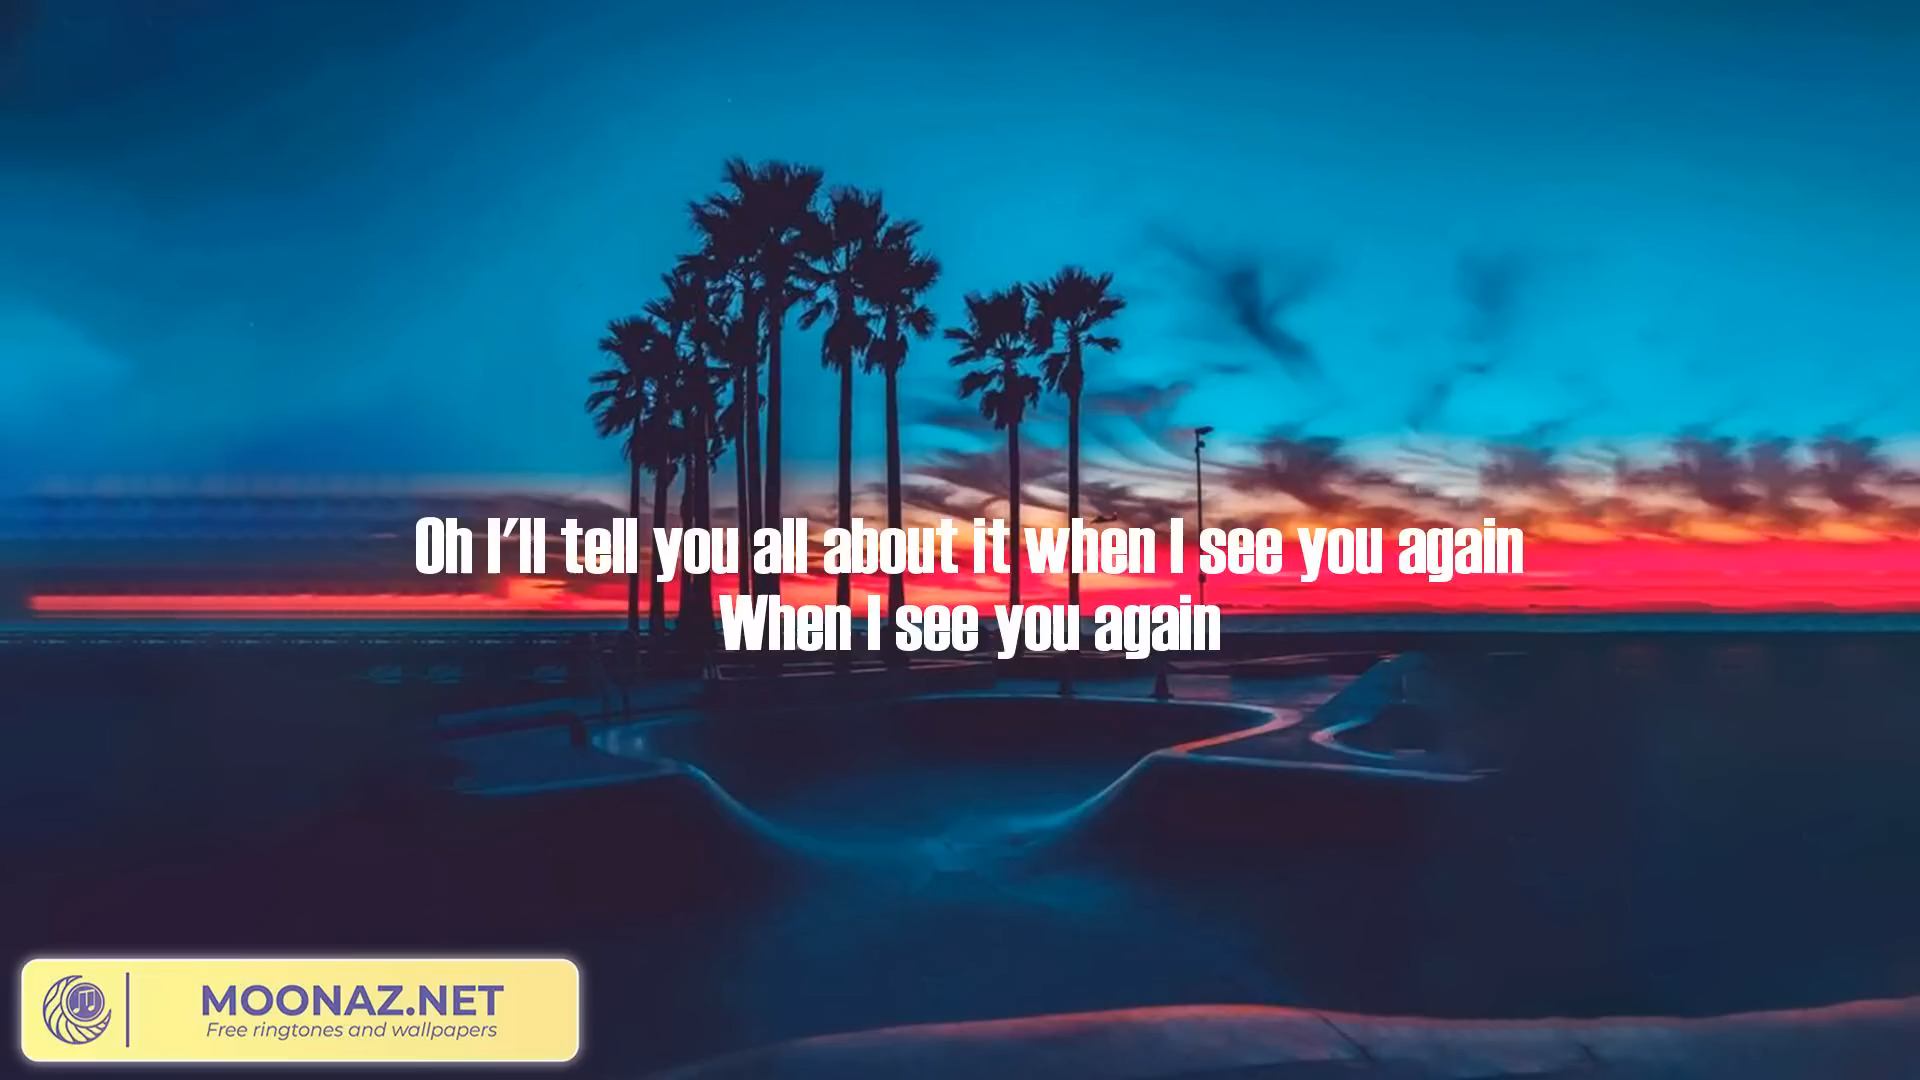 Oh I'll tell you all about it when I see you again
When I see you again
MOONAZ.NET
Free ringtones and wallpapers